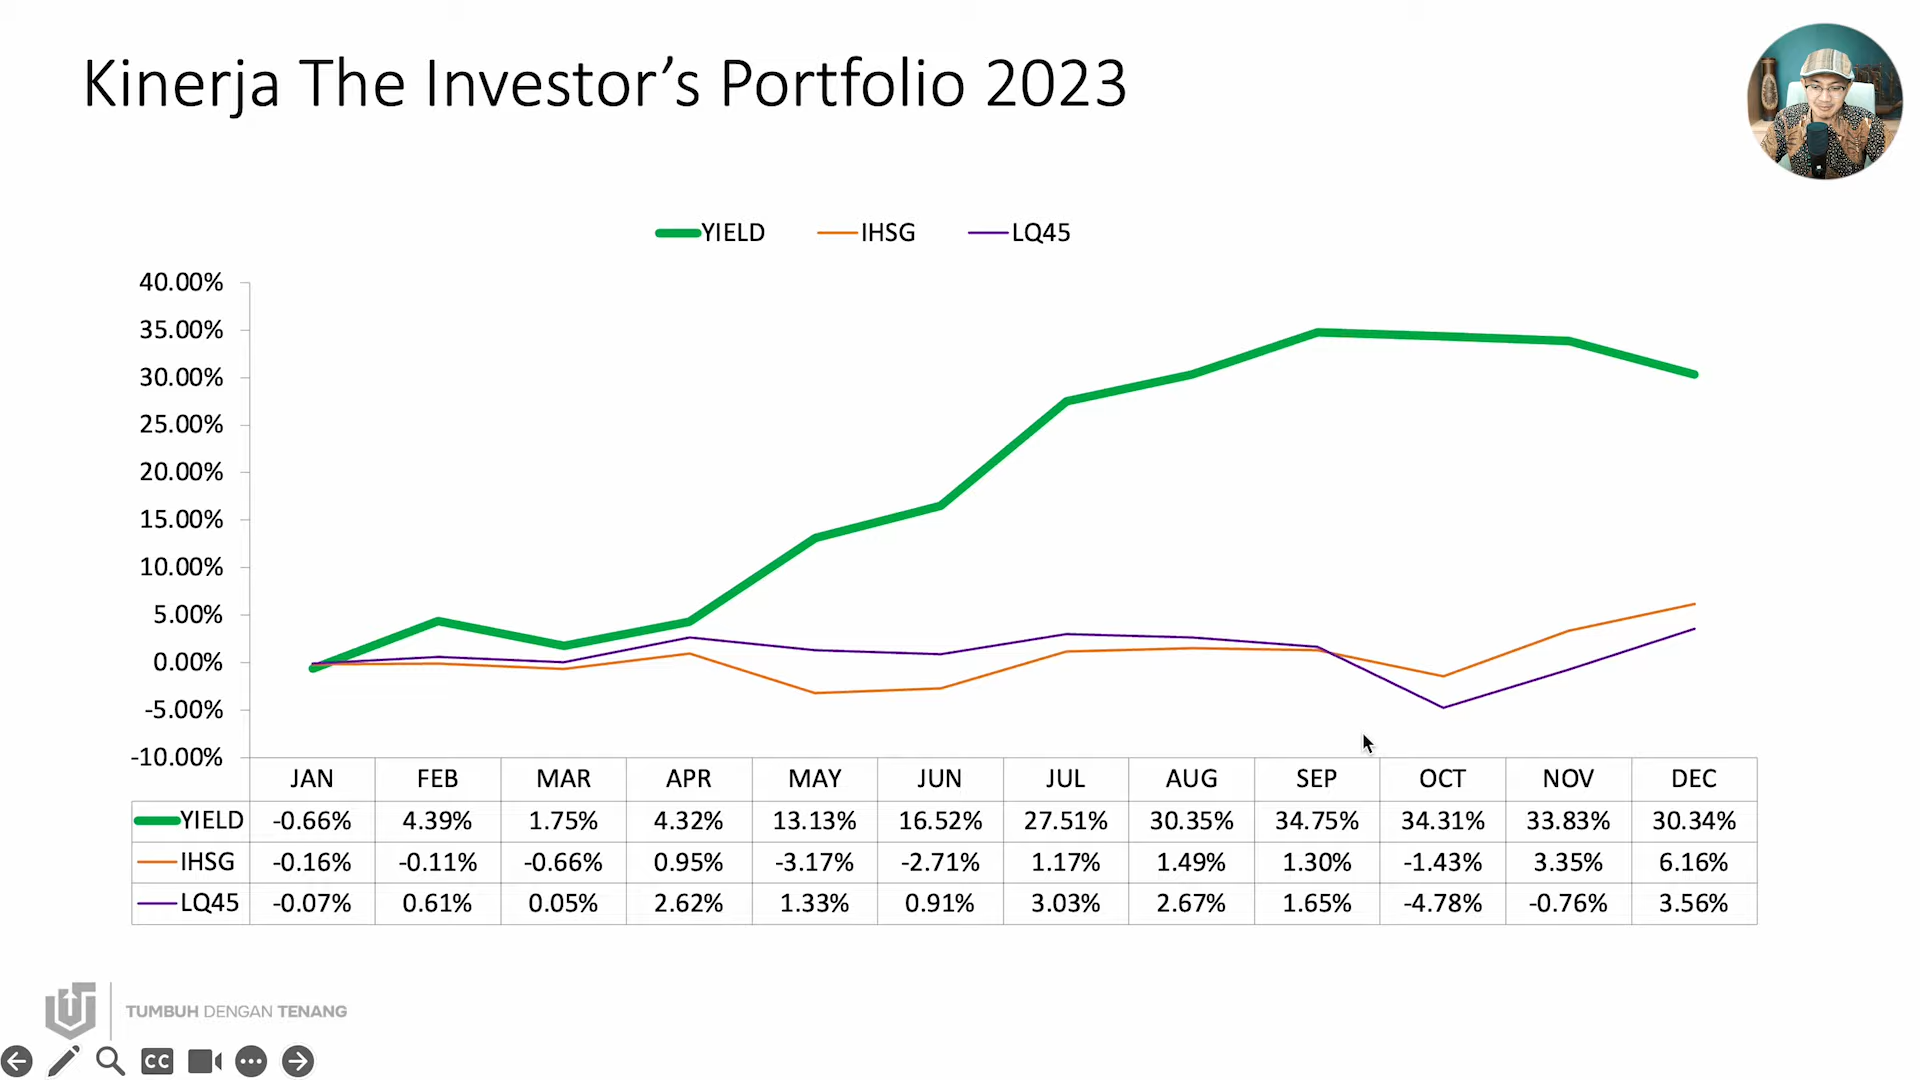 Kinerja The Investor’s Portfolio 2023
YIELD IHSG LQ45
40.00%
35.00%
30.00%
25.00%
20.00%
15.00%
10.00%
5.00%
0.00%
-5.00%
-10.00%
JAN FEB MAR APR MAY JUN JUL AUG SEP OCT NOV DEC
YIELD -0.66% 4.39% 1.75% 4.32% 13.13% 16.52% 27.51% 30.35% 34.75% 34.31% 33.83% 30.34%
IHSG -0.16% -0.11% -0.66% 0.95% -3.17% -2.71% 1.17% 1.49% 1.30% -1.43% 3.35% 6.16%
LQ45 -0.07% 0.61% 0.05% 2.62% 1.33% 0.91% 3.03% 2.67% 1.65% -4.78% -0.76% 3.56%
TUMBUH DENGAN TENANG
CC